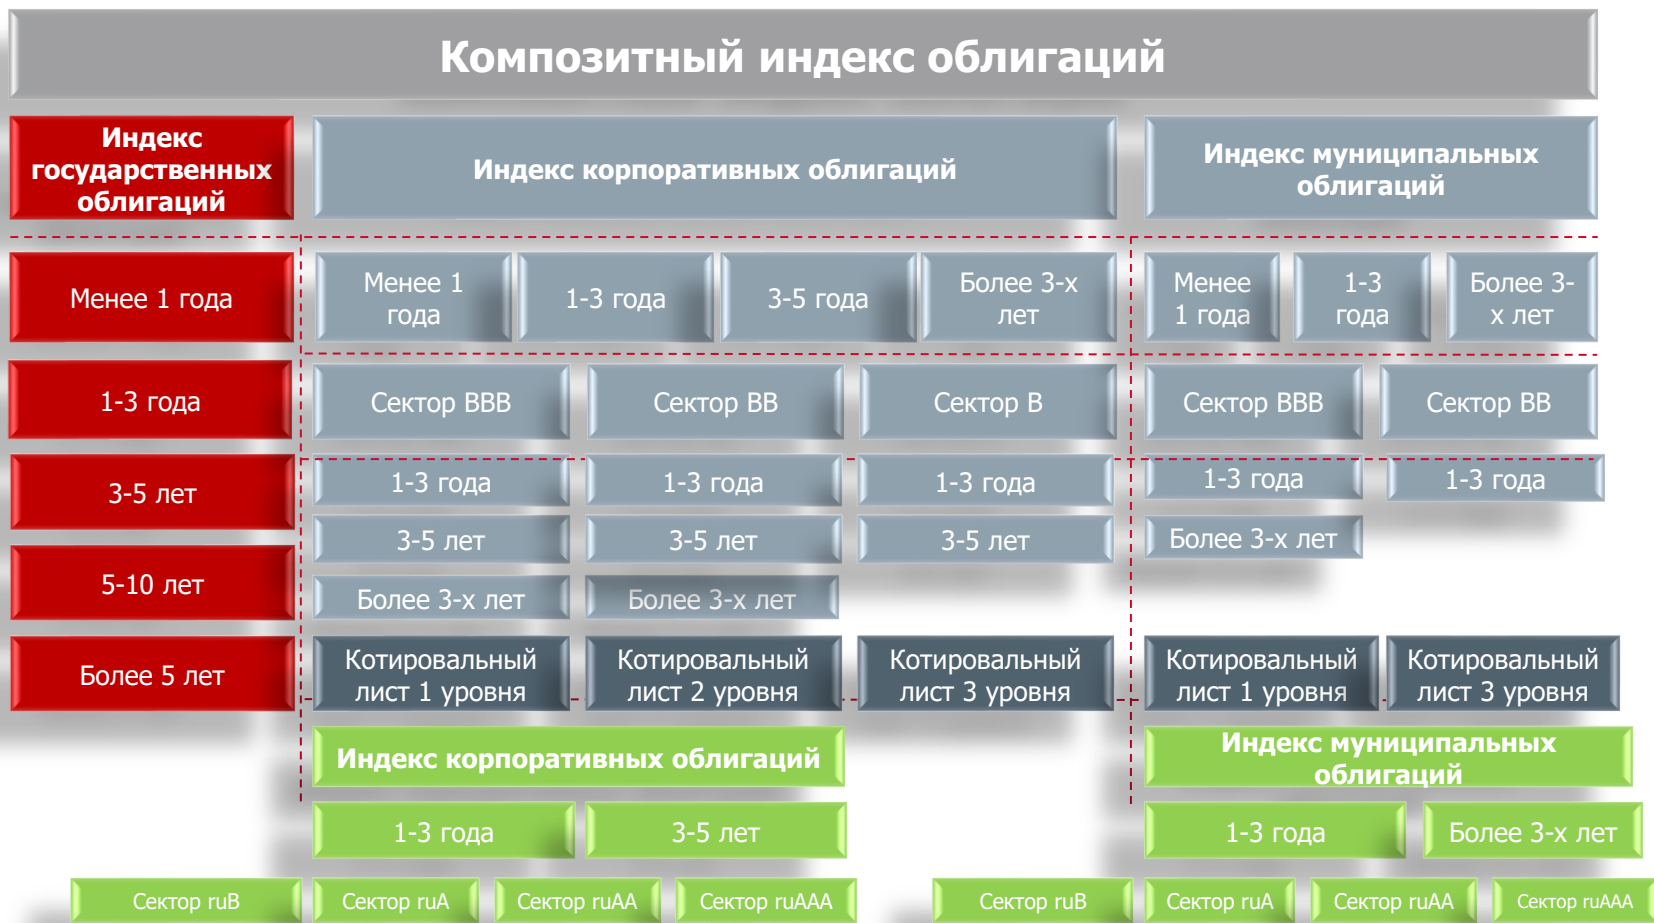 Композитный индекс облигаций
Индекс
государственных
облигаций
Индекс корпоративных облигаций
Индекс муниципальных
облигаций
Менее 1 года
Менее 1
года
1-3 года
3-5 года
Более 3-х
лет
Менее
1 года
1-3
года
Более 3-
х лет
1-3 года
Сектор BBB
Сектор BB
Сектор B
Сектор BBB
Сектор BB
3-5 лет
1-3 года
1-3 года
1-3 года
1-3 года
1-3 года
3-5 лет
3-5 лет
3-5 лет
Более 3-х лет
5-10 лет
Более 3-х лет
Более 3-х лет
Более 5 лет
Котировальный
лист 1 уровня
Котировальный
лист 2 уровня
Котировальный
лист 3 уровня
Котировальный
лист 1 уровня
Котировальный
лист 3 уровня
Индекс корпоративных облигаций
Индекс муниципальных
облигаций
1-3 года
3-5 лет
1-3 года
Более 3-х лет
Сектор ruB
Сектор ruA
Сектор ruAA
Сектор ruAAA
Сектор ruB
Сектор ruA
Сектор ruAA
Сектор ruAAA